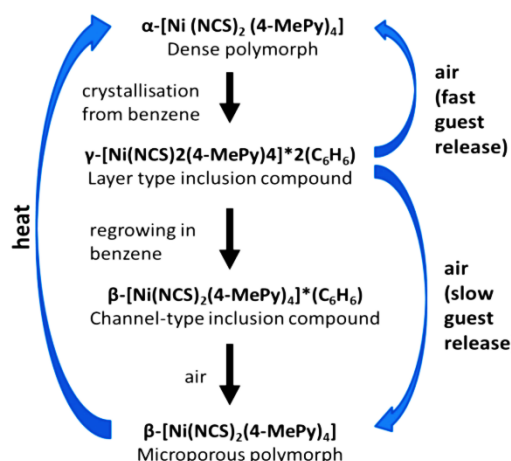 α-[Ni (NCS)₂ (4-MePy)₄]
Dense polymorph
crystallisation
from benzene
air
(fast
guest
release)
γ-[Ni(NCS)2(4-MePy)4]*2(C₆H₆)
Layer type inclusion compound
heat
regrowing in
benzene
air
(slow
guest
release
β-[Ni(NCS)₂(4-MePy)₄]*(C₆H₆)
Channel-type inclusion compound
air
β-[Ni(NCS)₂(4-MePy)₄]
Microporous polymorph